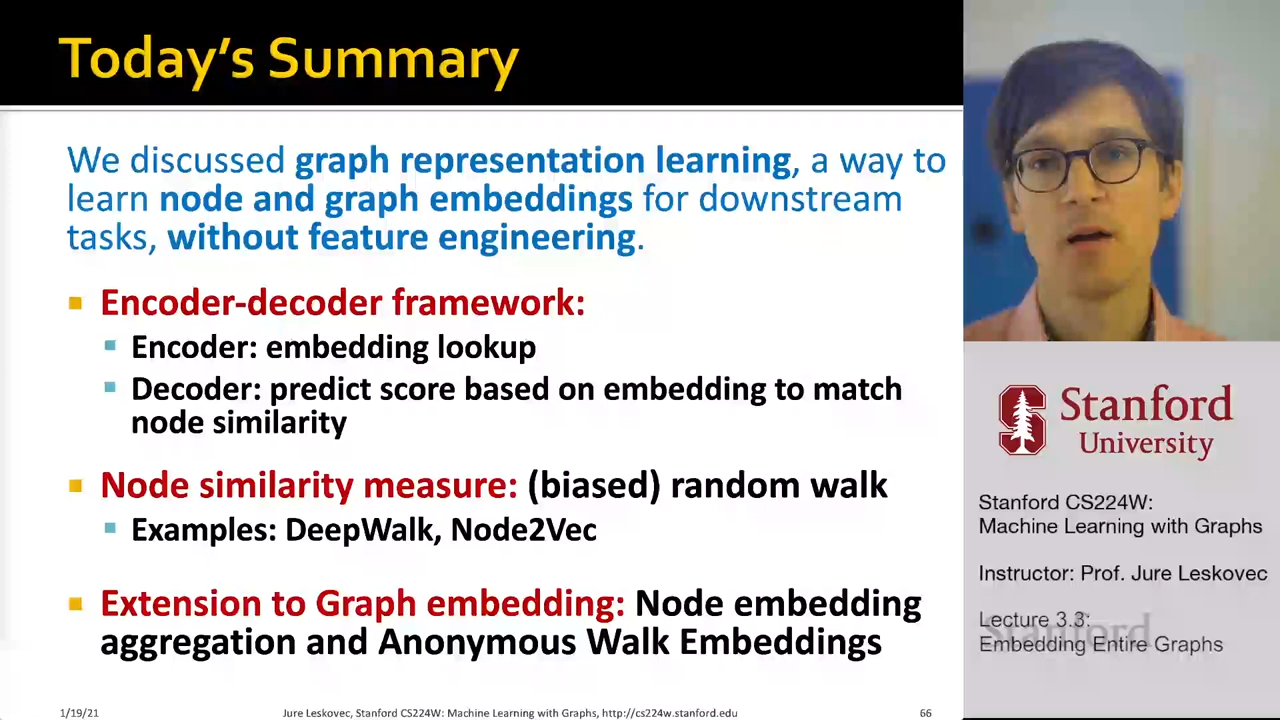 Today's Summary
We discussed graph representation learning, a way to
learn node and graph embeddings for downstream
tasks, without feature engineering.
Encoder-decoder framework:
Encoder: embedding lookup
Decoder: predict score based on embedding to match
node similarity
Node similarity measure: (biased) random walk
Examples: DeepWalk, Node2Vec
Extension to Graph embedding: Node embedding
aggregation and Anonymous Walk Embeddings
1/19/21
Jure Leskovec, Stanford CS224W: Machine Learning with Graphs, http://cs224w.stanford.edu
66
Stanford
University
Stanford CS224W:
Machine Learning with Graphs
Instructor: Prof. Jure Leskovec
Lecture 3.3:
Stanford
Embedding Entire Graphs